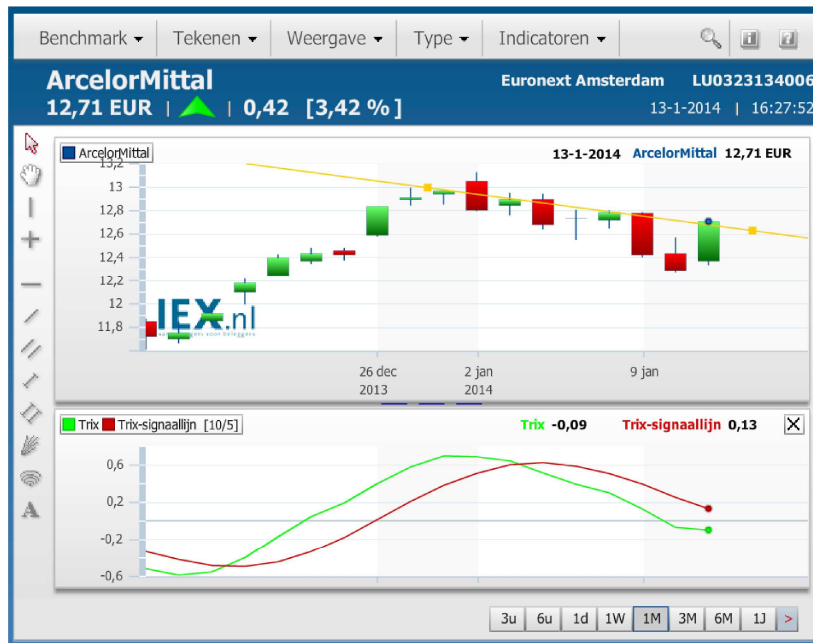 Benchmark Tekenen Weergave Type Indicatoren
ArcelorMittal
Euronext Amsterdam LU0323134006
12,71 EUR | | 0,42 [3,42 %]
13-1-2014 | 16:27:52
ArcelorMittal
13-1-2014 ArcelorMittal 12,71 EUR
13,2
13
12,8
12,6
12,4
12,2
12
11,8
IEX.nl
26 dec 2 jan 9 jan
2013 2014
Trix Trix-signaallijn [10/5]
Trix -0,09 Trix-signaallijn 0,13
0,6
0,2
-0,2
-0,6
A
3u 6u 1d 1W 1M 3M 6M 1J >